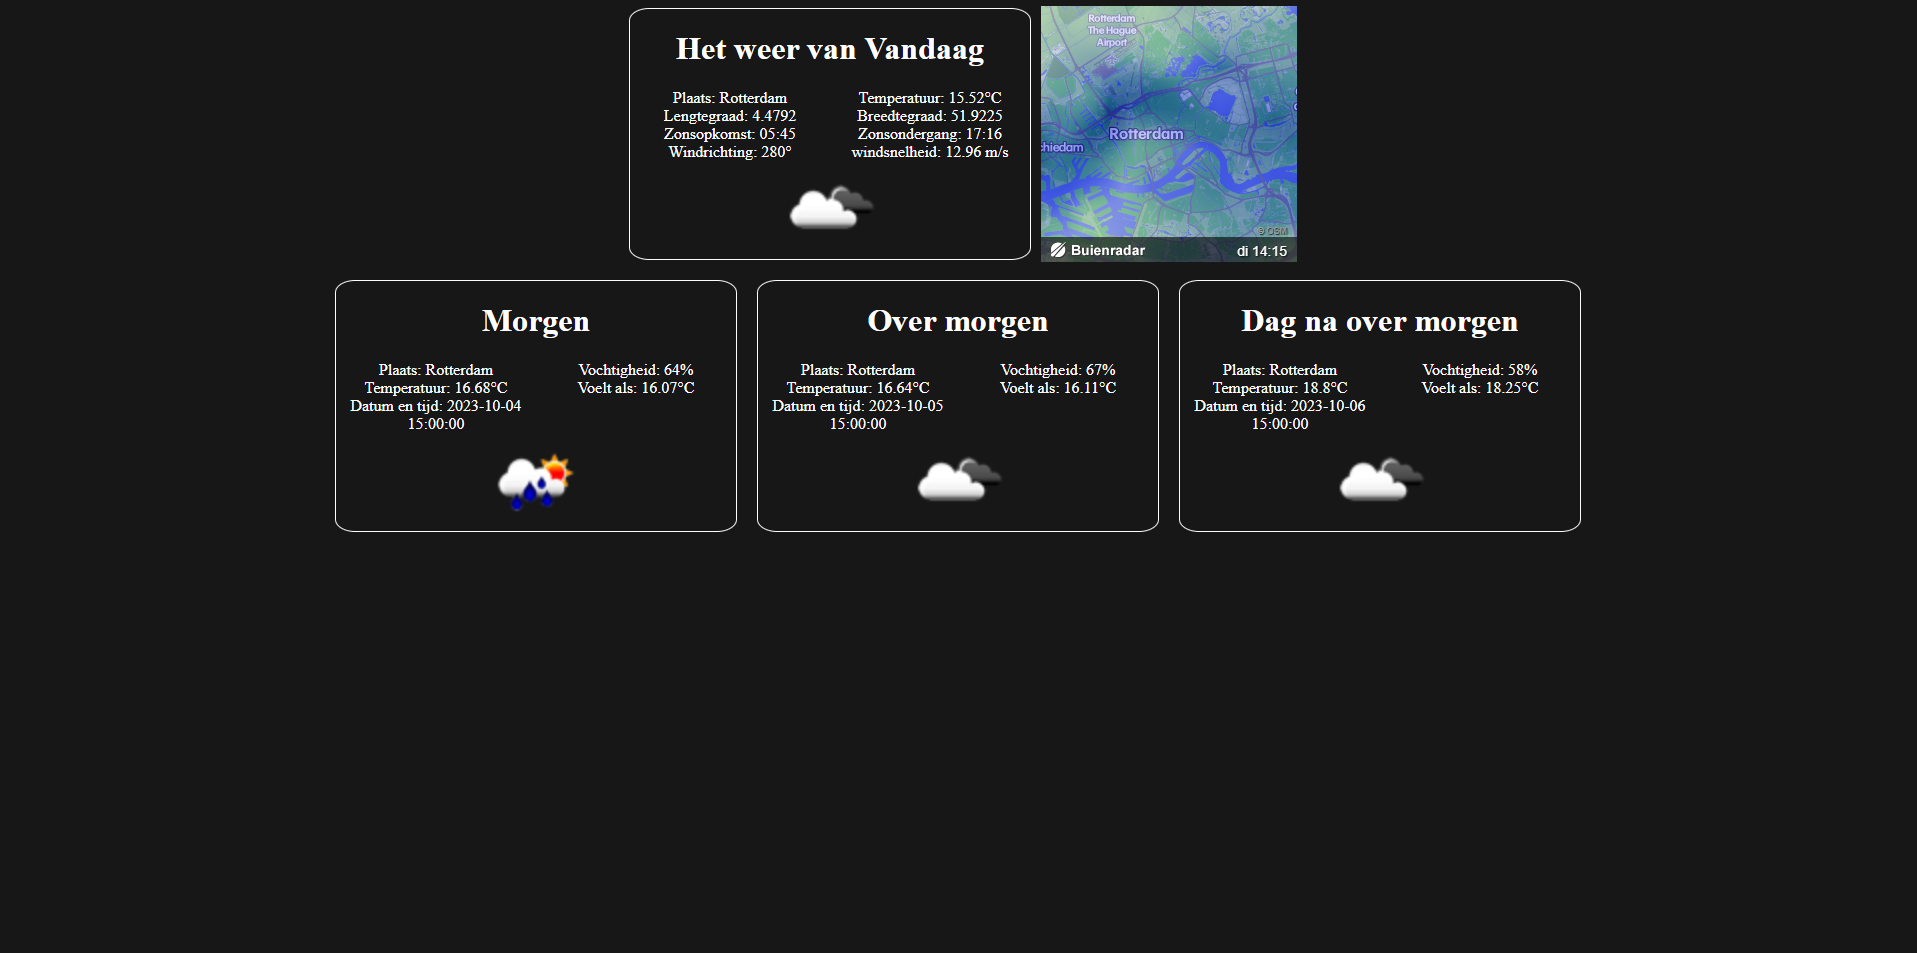 Het weer van Vandaag
Plaats: Rotterdam
Lengtegraad: 4.4792
Zonsopkomst: 05:45
Windrichting: 280°
Temperatuur: 15.52°C
Breedtegraad: 51.9225
Zonsondergang: 17:16
windsnelheid: 12.96 m/s
Rotterdam
The Hague
Airport
Rotterdam
chiedam
© OSM
Buienradar
di 14:15
Morgen
Plaats: Rotterdam
Temperatuur: 16.68°C
Datum en tijd: 2023-10-04
15:00:00
Vochtigheid: 64%
Voelt als: 16.07°C
Over morgen
Plaats: Rotterdam
Temperatuur: 16.64°C
Datum en tijd: 2023-10-05
15:00:00
Vochtigheid: 67%
Voelt als: 16.11°C
Dag na over morgen
Plaats: Rotterdam
Temperatuur: 18.8°C
Datum en tijd: 2023-10-06
15:00:00
Vochtigheid: 58%
Voelt als: 18.25°C